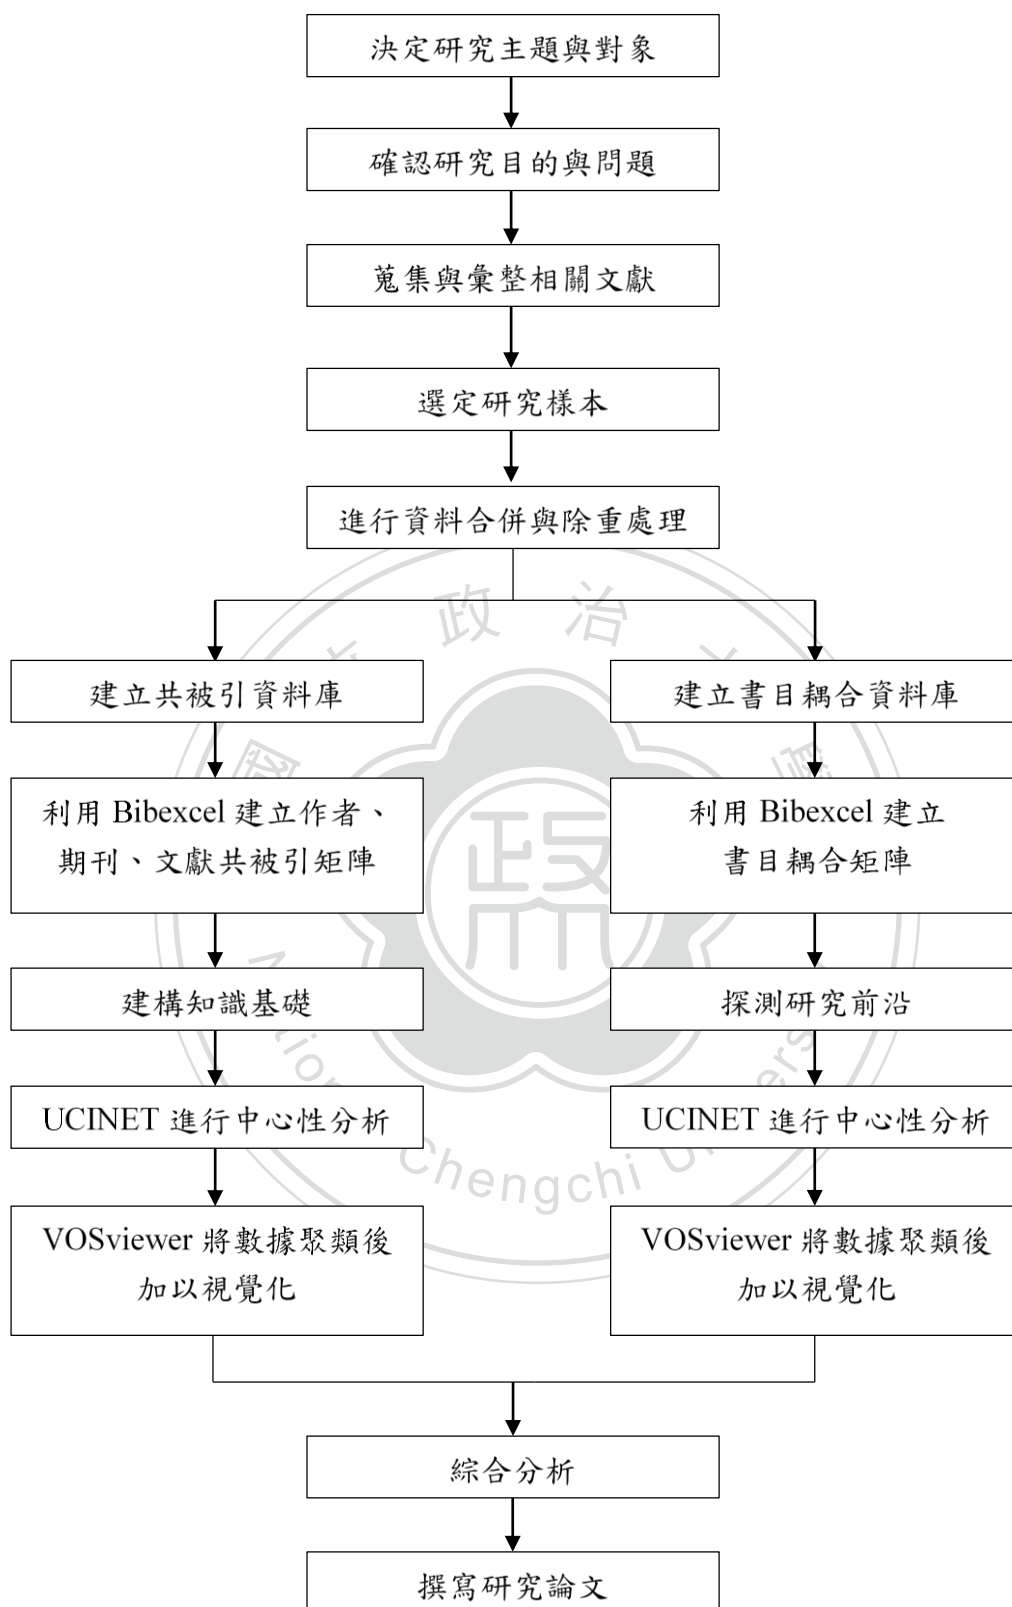 決定研究主題與對象
確認研究目的與問題
蒐集與彙整相關文獻
選定研究樣本
進行資料合併與除重處理
建立共被引資料庫
利用 Bibexcel 建立作者、
期刊、文獻共被引矩陣
建構知識基礎
UCINET 進行中心性分析
VOSviewer 將數據聚類後
加以視覺化
建立書目耦合資料庫
利用 Bibexcel 建立
書目耦合矩陣
探測研究前沿
UCINET 進行中心性分析
VOSviewer 將數據聚類後
加以視覺化
綜合分析
撰寫研究論文
政治
Chengchi